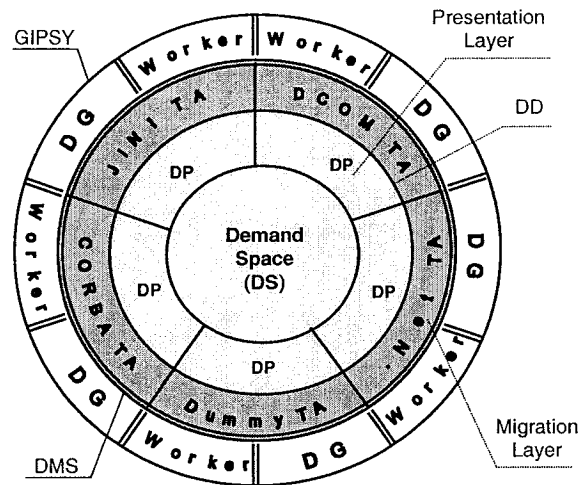 GIPSY
Worker
Worker
Presentation
Layer
DG
DG
DD
JINI TA
DCOM TA
DP
DP
Demand
Space
(DS)
Worker
CORBA TA
DP
DP
.Net TA
DG
DP
DG
Dummy TA
Worker
Worker
DG
Migration
Layer
DMS